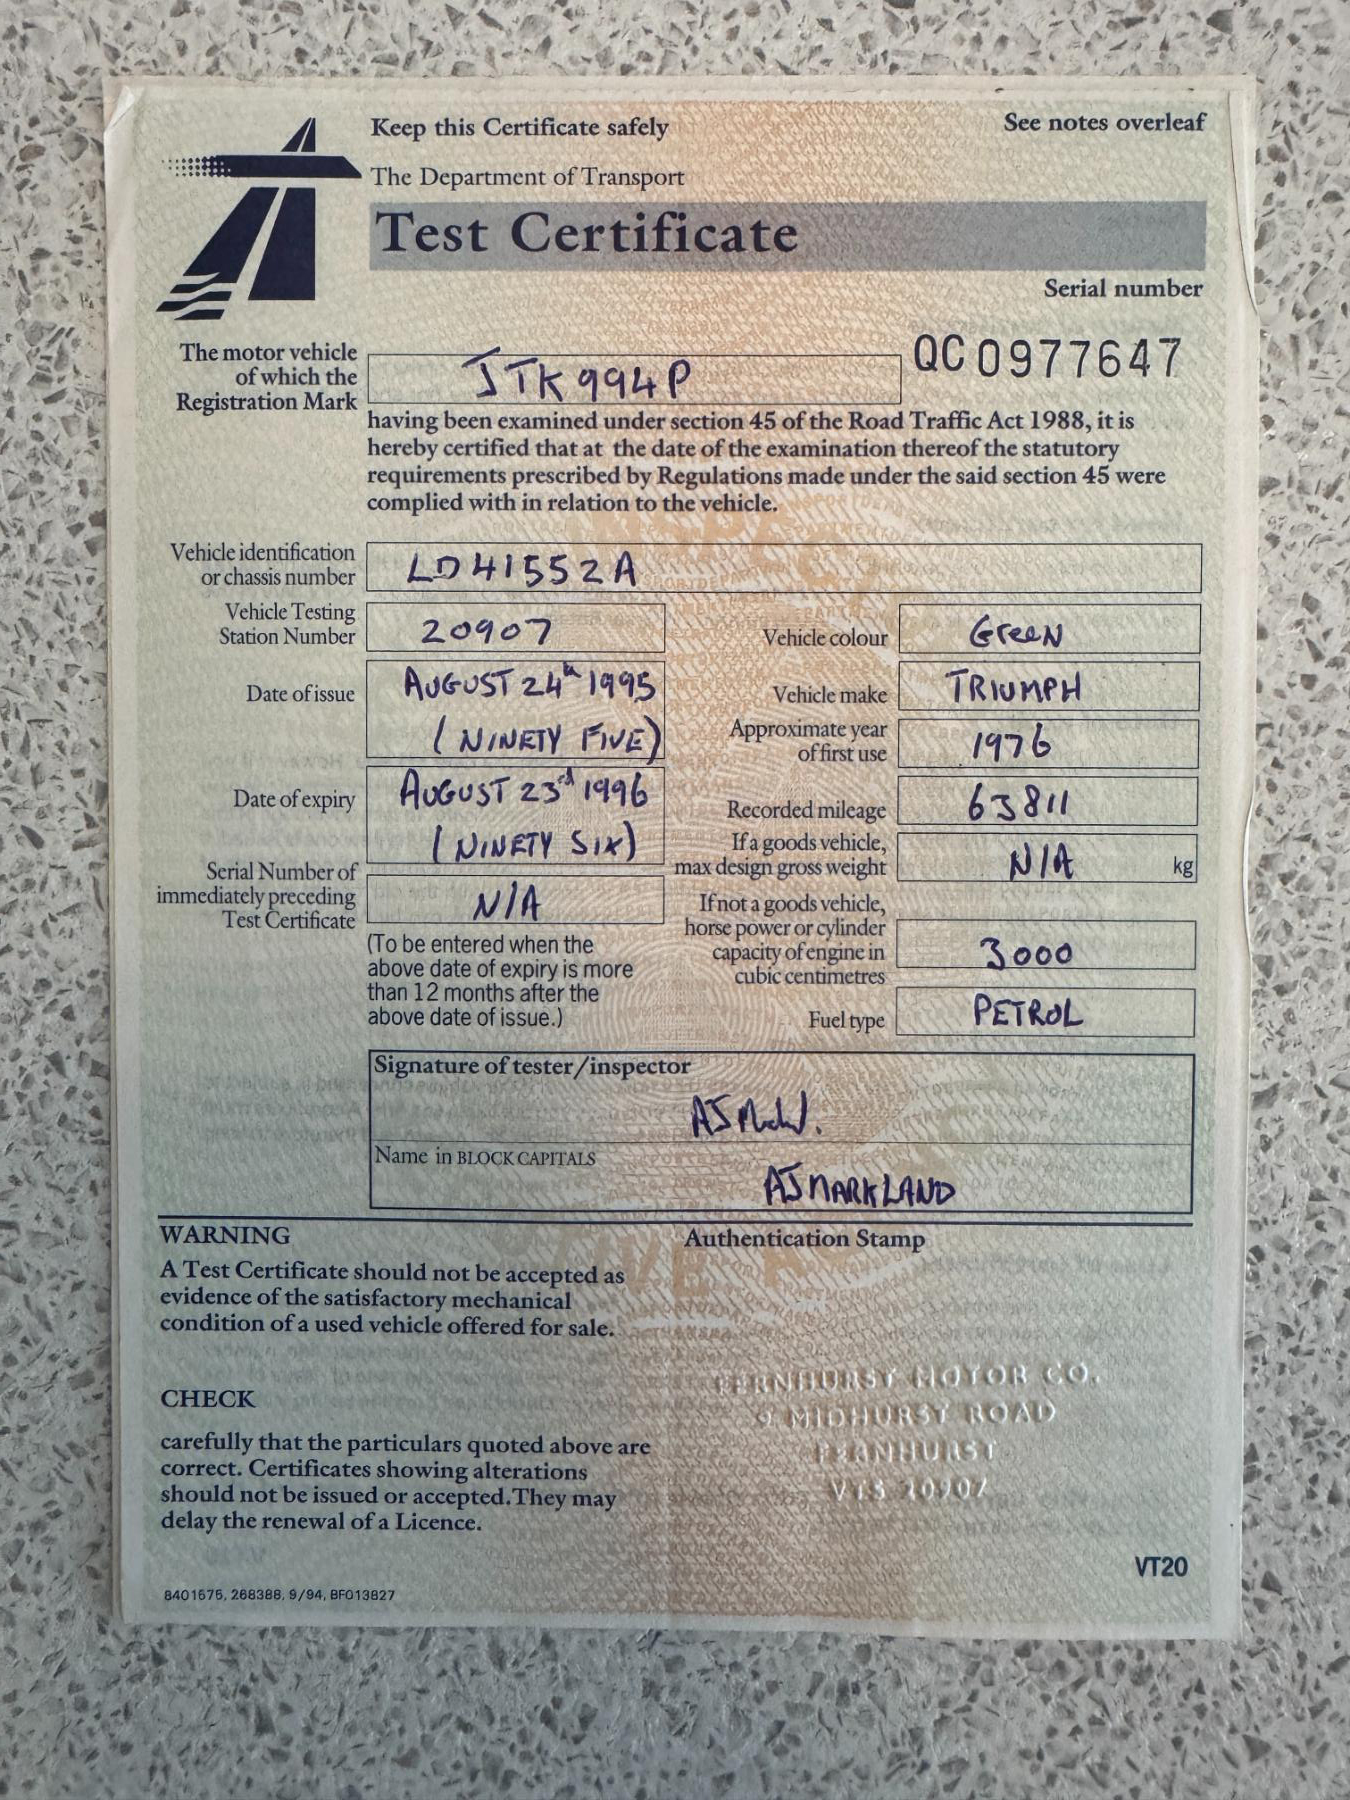 Keep this Certificate safely
See notes overleaf
The Department of Transport
Test Certificate
Serial number
QC 0977647
The motor vehicle
of which the
Registration Mark
JTK 994P
having been examined under section 45 of the Road Traffic Act 1988, it is
hereby certified that at the date of the examination thereof the statutory
requirements prescribed by Regulations made under the said section 45 were
complied with in relation to the vehicle.
Vehicle identification
or chassis number
LD41552A
Vehicle Testing
Station Number
20907
Vehicle colour
GReeN
Date of issue
AUGUST 24th 1995
(NINETY FIVE)
Vehicle make
TRIUMPH
Approximate year
of first use
1976
Date of expiry
AUGUST 23rd 1996
(NINETY SIX)
Recorded mileage
63811
If a goods vehicle,
max design gross weight
N/A
kg
Serial Number of
immediately preceding
Test Certificate
N/A
(To be entered when the
above date of expiry is more
than 12 months after the
above date of issue.)
If not a goods vehicle,
horse power or cylinder
capacity of engine in
cubic centimetres
3000
Fuel type
PETROL
Signature of tester/inspector
Name in BLOCK CAPITALS
AJ MARKLAND
WARNING
A Test Certificate should not be accepted as
evidence of the satisfactory mechanical
condition of a used vehicle offered for sale.
Authentication Stamp
FERNHURST MOTOR CO.
9 MIDHURST ROAD
FERNHURST
VTS 20907
CHECK
carefully that the particulars quoted above are
correct. Certificates showing alterations
should not be issued or accepted. They may
delay the renewal of a Licence.
VT20
8401575, 268388, 9/94, BFO13827